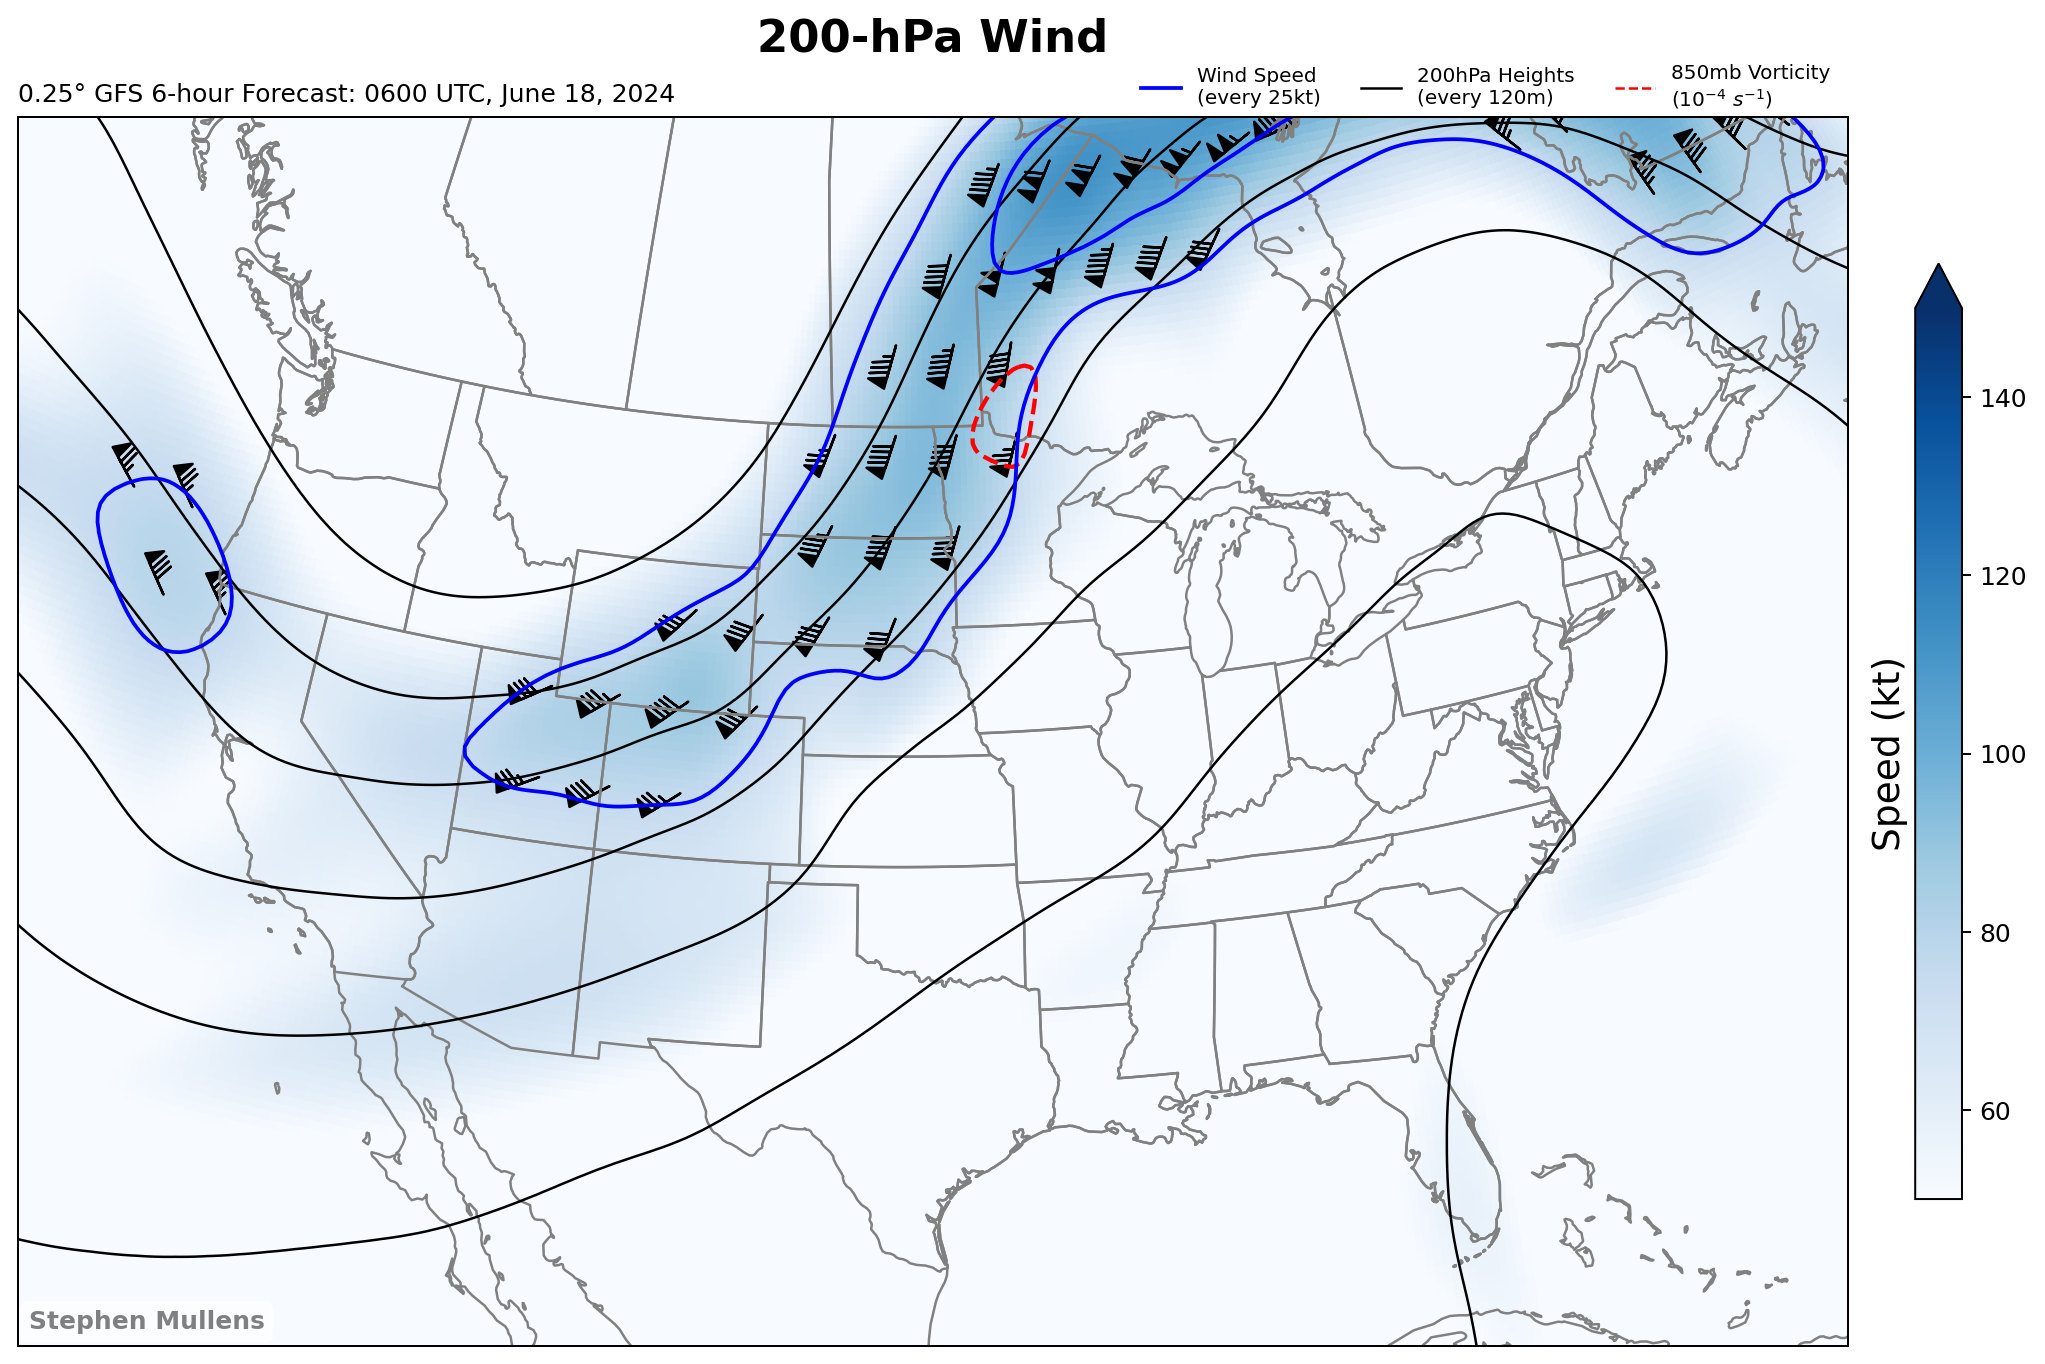 200-hPa Wind
0.25° GFS 6-hour Forecast: 0600 UTC, June 18, 2024
Wind Speed
(every 25kt)
200hPa Heights
(every 120m)
850mb Vorticity
(10⁻⁴ s⁻¹)
140
120
100
80
60
Speed (kt)
Stephen Mullens